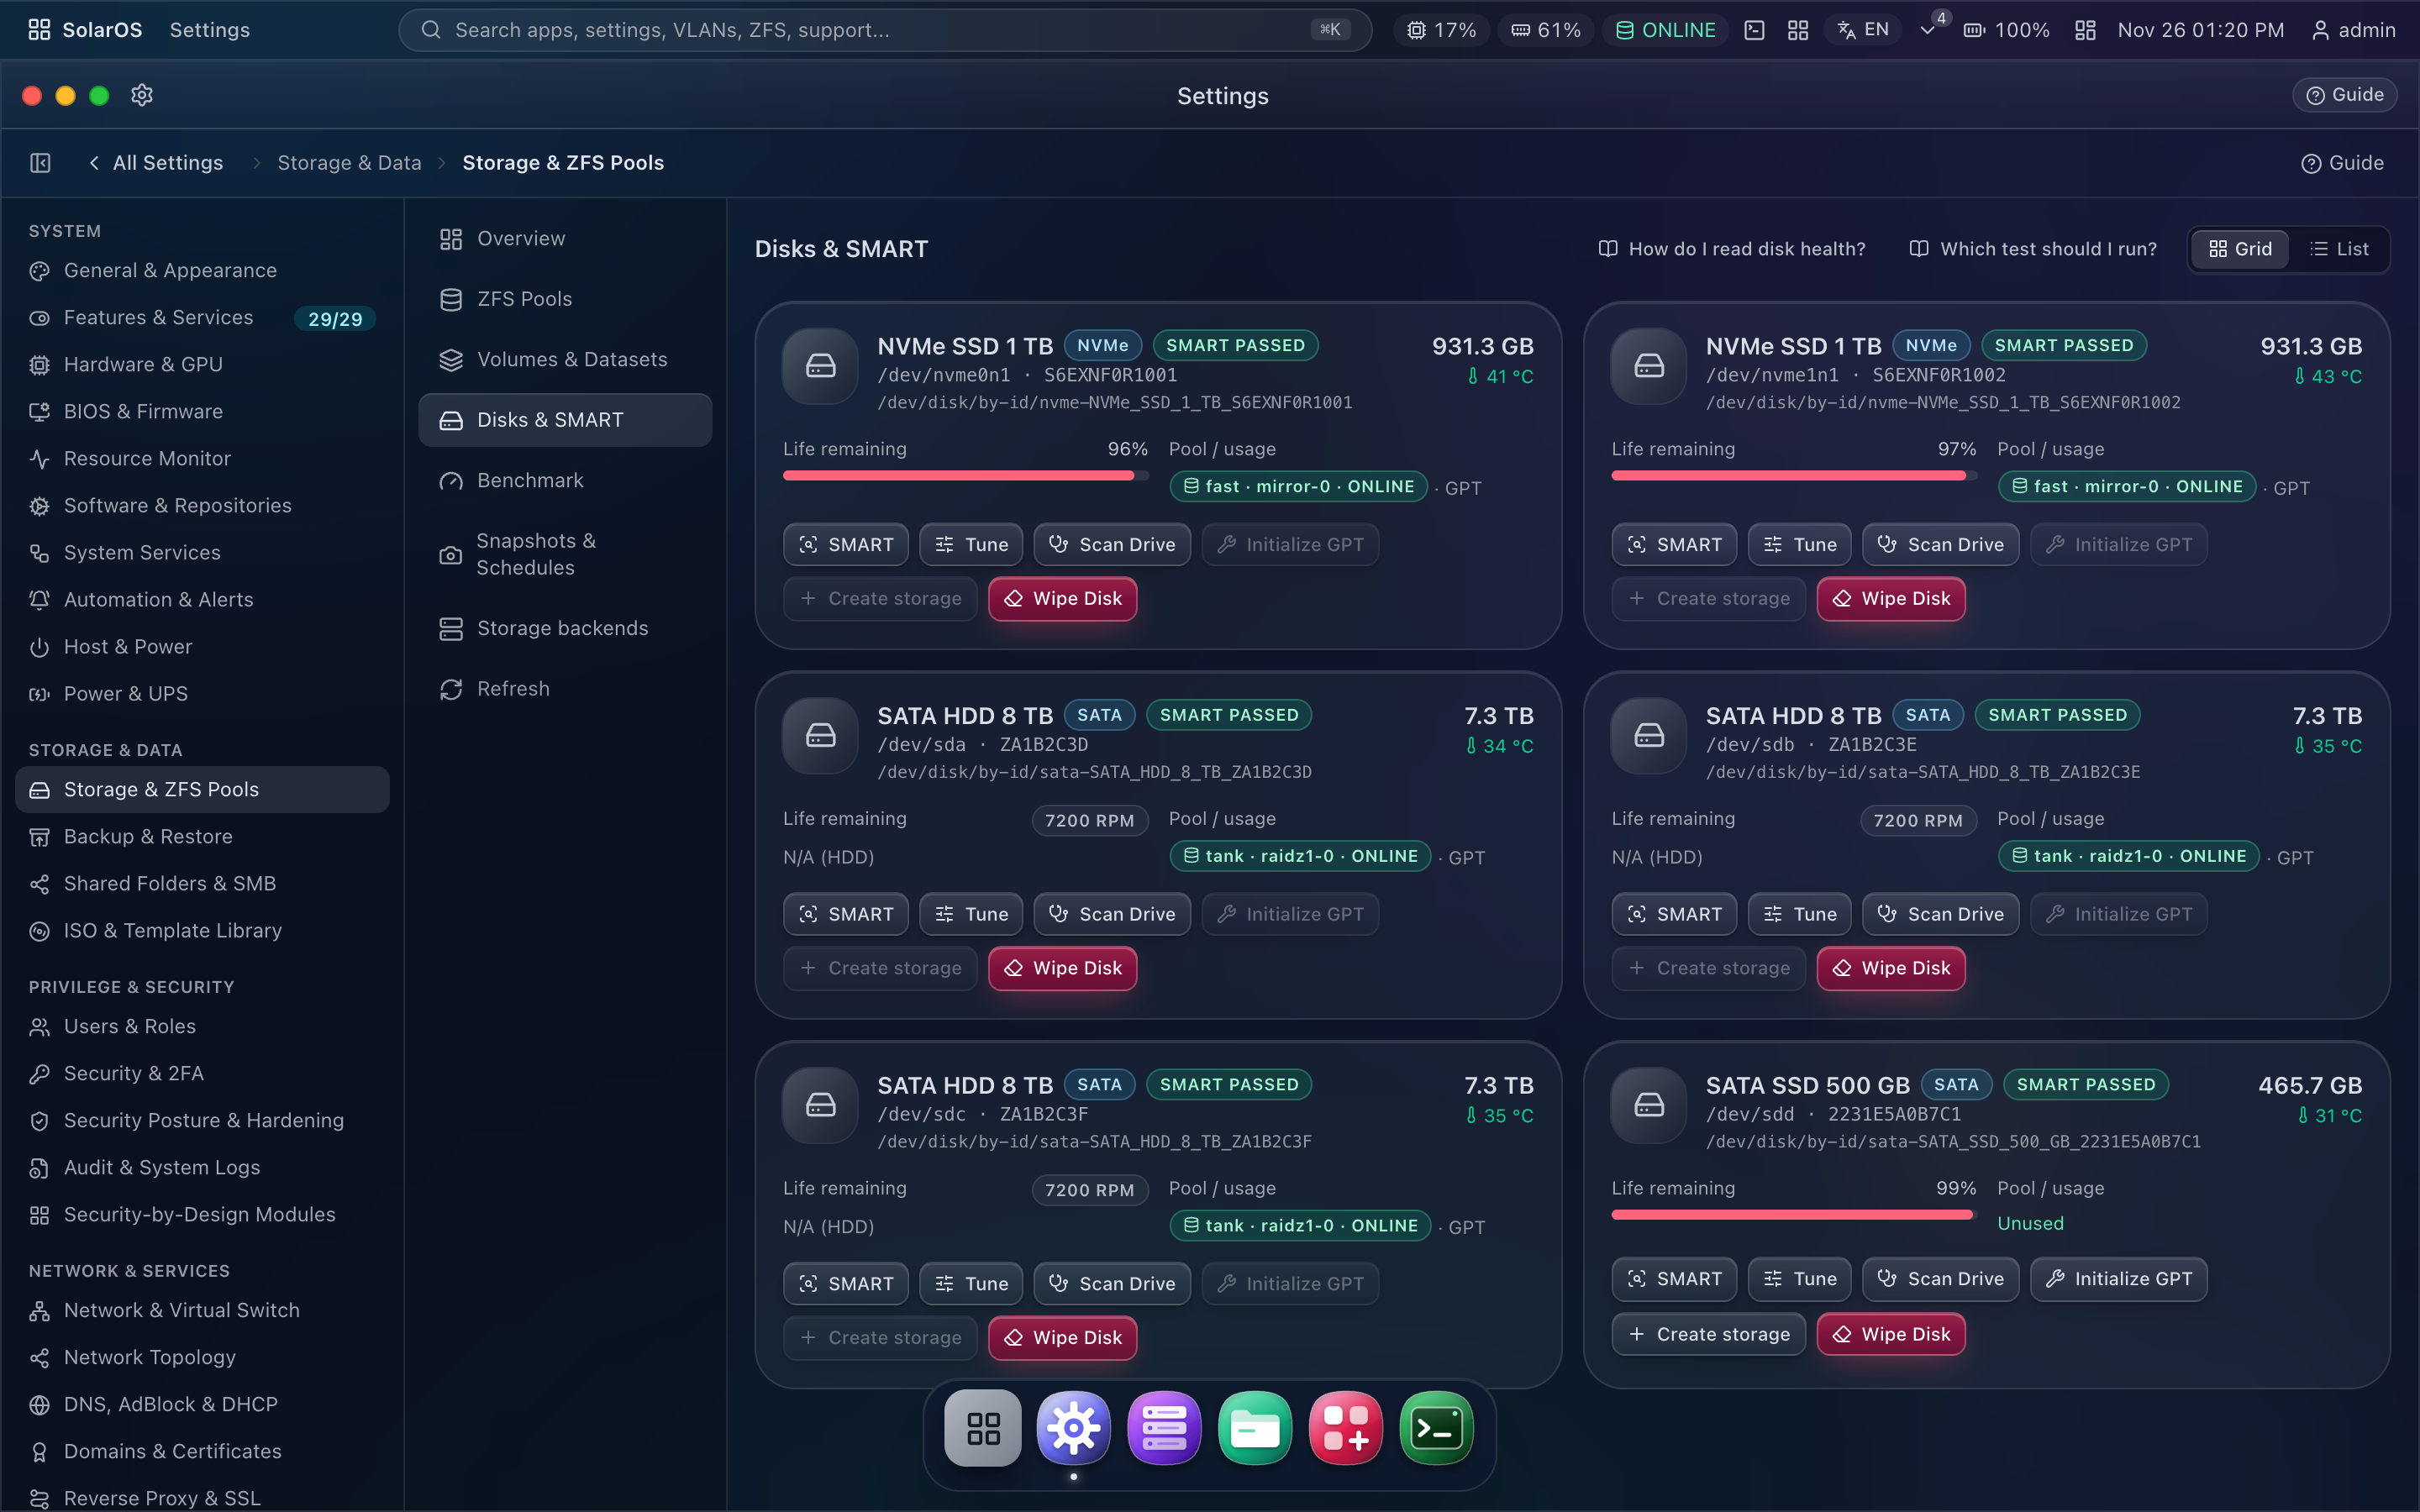 SolarOS Settings Search apps, settings, VLANs, ZFS, support... ⌘K 17% 61% ONLINE EN 4 100% Nov 26 01:20 PM admin
Settings Guide
All Settings Storage & Data Storage & ZFS Pools Guide
SYSTEM
General & Appearance
Features & Services 29/29
Hardware & GPU
BIOS & Firmware
Resource Monitor
Software & Repositories
System Services
Automation & Alerts
Host & Power
Power & UPS
STORAGE & DATA
Storage & ZFS Pools
Backup & Restore
Shared Folders & SMB
ISO & Template Library
PRIVILEGE & SECURITY
Users & Roles
Security & 2FA
Security Posture & Hardening
Audit & System Logs
Security-by-Design Modules
NETWORK & SERVICES
Network & Virtual Switch
Network Topology
DNS, AdBlock & DHCP
Domains & Certificates
Reverse Proxy & SSL
Overview
ZFS Pools
Volumes & Datasets
Disks & SMART
Benchmark
Snapshots &
Schedules
Storage backends
Refresh
Disks & SMART How do I read disk health? Which test should I run? Grid List
NVMe SSD 1 TB NVMe SMART PASSED 931.3 GB
/dev/nvme0n1 · S6EXNF0R1001 41 °C
/dev/disk/by-id/nvme-NVMe_SSD_1_TB_S6EXNF0R1001
Life remaining 96% Pool / usage
fast · mirror-0 · ONLINE · GPT
SMART Tune Scan Drive Initialize GPT
Create storage Wipe Disk
NVMe SSD 1 TB NVMe SMART PASSED 931.3 GB
/dev/nvme1n1 · S6EXNF0R1002 43 °C
/dev/disk/by-id/nvme-NVMe_SSD_1_TB_S6EXNF0R1002
Life remaining 97% Pool / usage
fast · mirror-0 · ONLINE · GPT
SMART Tune Scan Drive Initialize GPT
Create storage Wipe Disk
SATA HDD 8 TB SATA SMART PASSED 7.3 TB
/dev/sda · ZA1B2C3D 34 °C
/dev/disk/by-id/sata-SATA_HDD_8_TB_ZA1B2C3D
Life remaining 7200 RPM Pool / usage
N/A (HDD) tank · raidz1-0 · ONLINE · GPT
SMART Tune Scan Drive Initialize GPT
Create storage Wipe Disk
SATA HDD 8 TB SATA SMART PASSED 7.3 TB
/dev/sdb · ZA1B2C3E 35 °C
/dev/disk/by-id/sata-SATA_HDD_8_TB_ZA1B2C3E
Life remaining 7200 RPM Pool / usage
N/A (HDD) tank · raidz1-0 · ONLINE · GPT
SMART Tune Scan Drive Initialize GPT
Create storage Wipe Disk
SATA HDD 8 TB SATA SMART PASSED 7.3 TB
/dev/sdc · ZA1B2C3F 35 °C
/dev/disk/by-id/sata-SATA_HDD_8_TB_ZA1B2C3F
Life remaining 7200 RPM Pool / usage
N/A (HDD) tank · raidz1-0 · ONLINE · GPT
SMART Tune Scan Drive Initialize GPT
Create storage Wipe Disk
SATA SSD 500 GB SATA SMART PASSED 465.7 GB
/dev/sdd · 2231E5A0B7C1 31 °C
/dev/disk/by-id/sata-SATA_SSD_500_GB_2231E5A0B7C1
Life remaining 99% Pool / usage
Unused
SMART Tune Scan Drive Initialize GPT
Create storage Wipe Disk